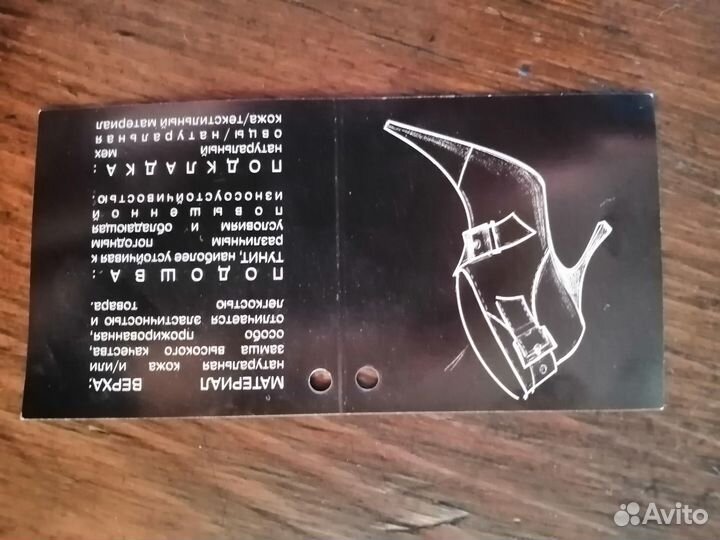 МАТЕРИАЛ ВЕРХА:
натуральная кожа и/или
замша высокого качества,
особо прожированная,
отличается эластичностью и
легкостью товара.
ПОДОШВА:
ТУНИТ, наиболее устойчивая к
различным погодным
условиям и обладающая
повышенной
износоустойчивостью.
ПОДКЛАДКА:
натуральный мех
овцы/натуральная
кожа/текстильный материал
Avito